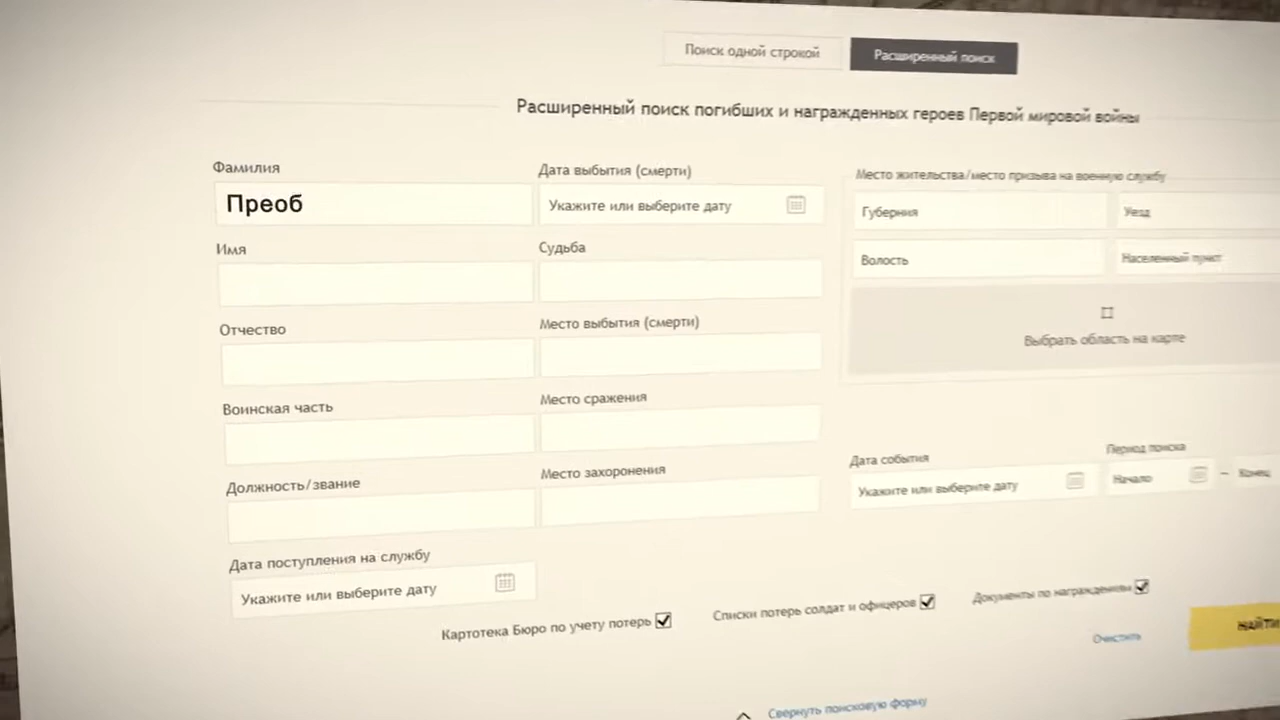 Поиск одной строкой
Расширенный поиск
Расширенный поиск погибших и награжденных героев Первой мировой войны
Фамилия
Преоб
Имя
Отчество
Воинская часть
Должность/звание
Дата поступления на службу
Укажите или выберите дату
Дата выбытия (смерти)
Укажите или выберите дату
Судьба
Место выбытия (смерти)
Место сражения
Место захоронения
Место жительства/место призыва на военную службу
Губерния
Уезд
Волость
Населенный пункт
Выбрать область на карте
Дата события
Укажите или выберите дату
Период поиска
Начало
–
Конец
Картотека Бюро по учету потерь
Списки потерь солдат и офицеров
Документы по награждениям
Очистить
НАЙТИ
Свернуть поисковую форму